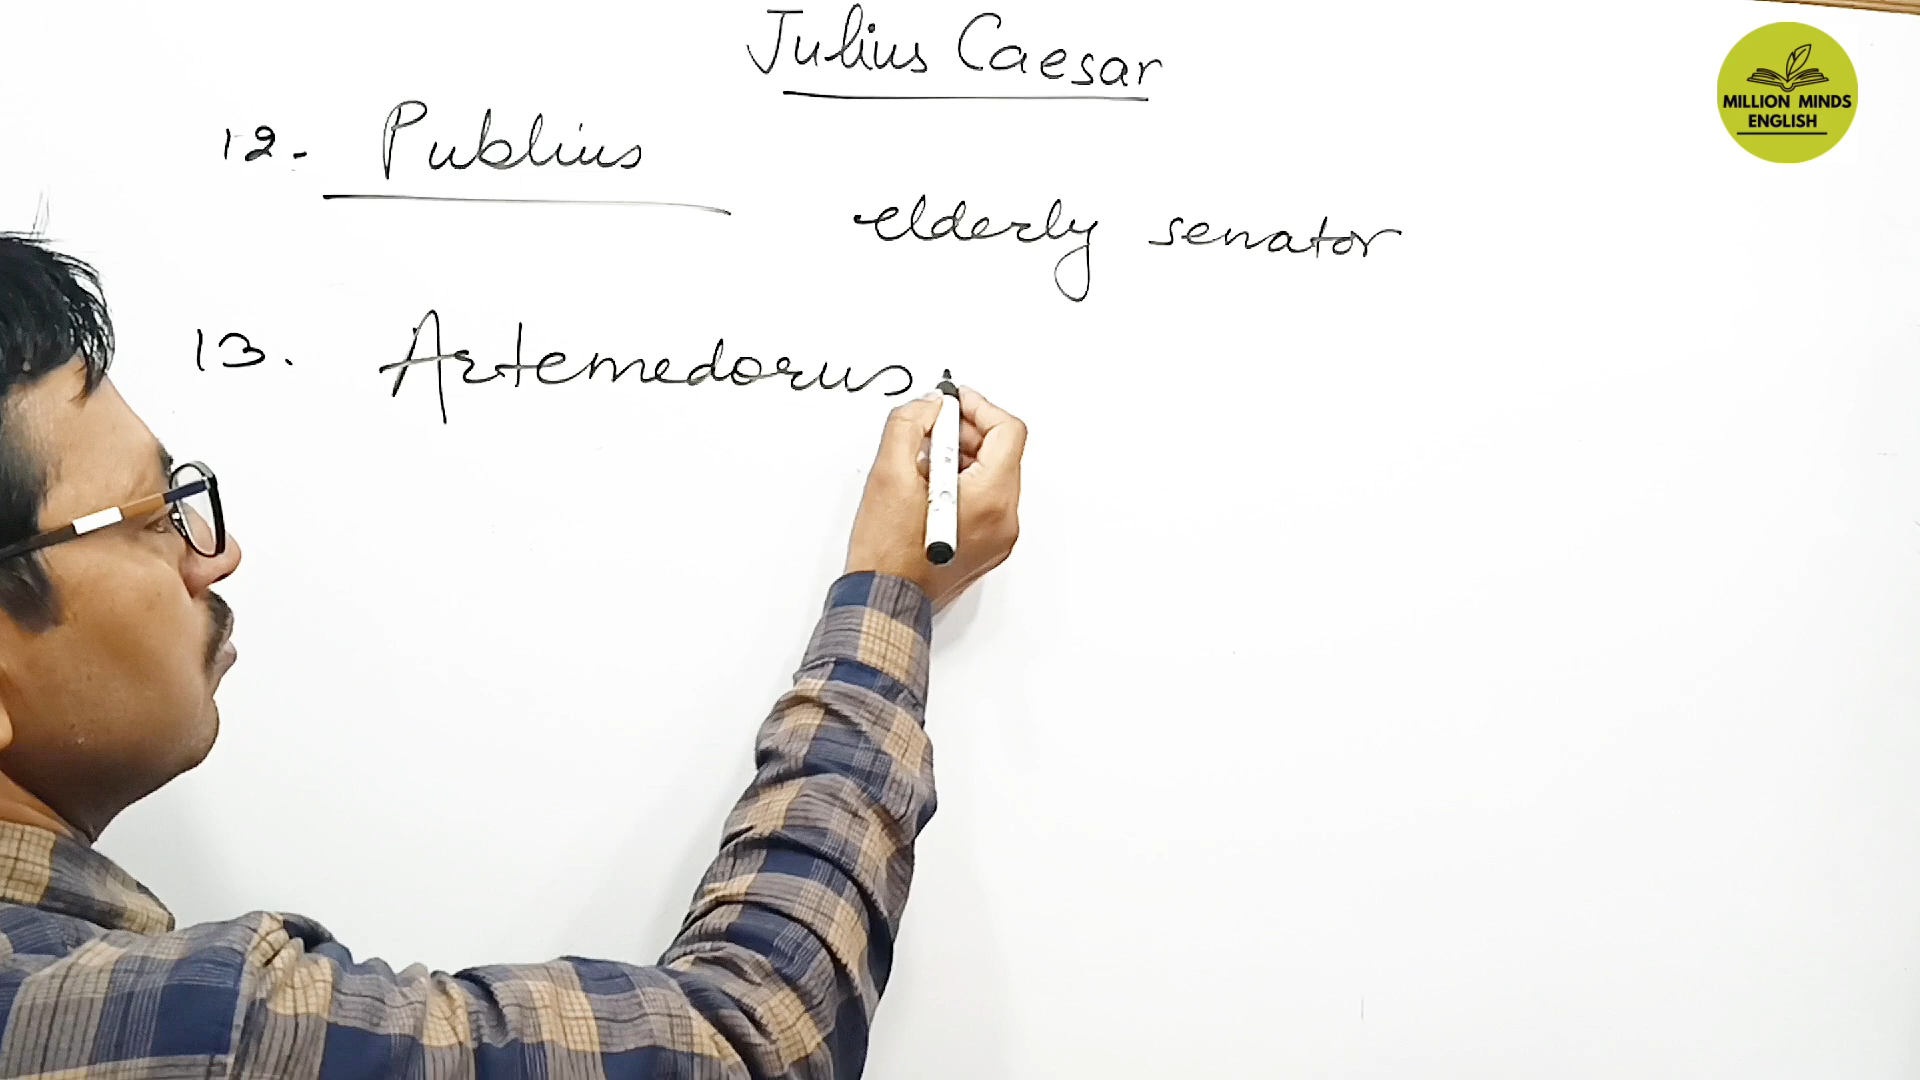 Julius Caesar
MILLION MINDS
ENGLISH
12. Publius
elderly senator
13. Artemedorus